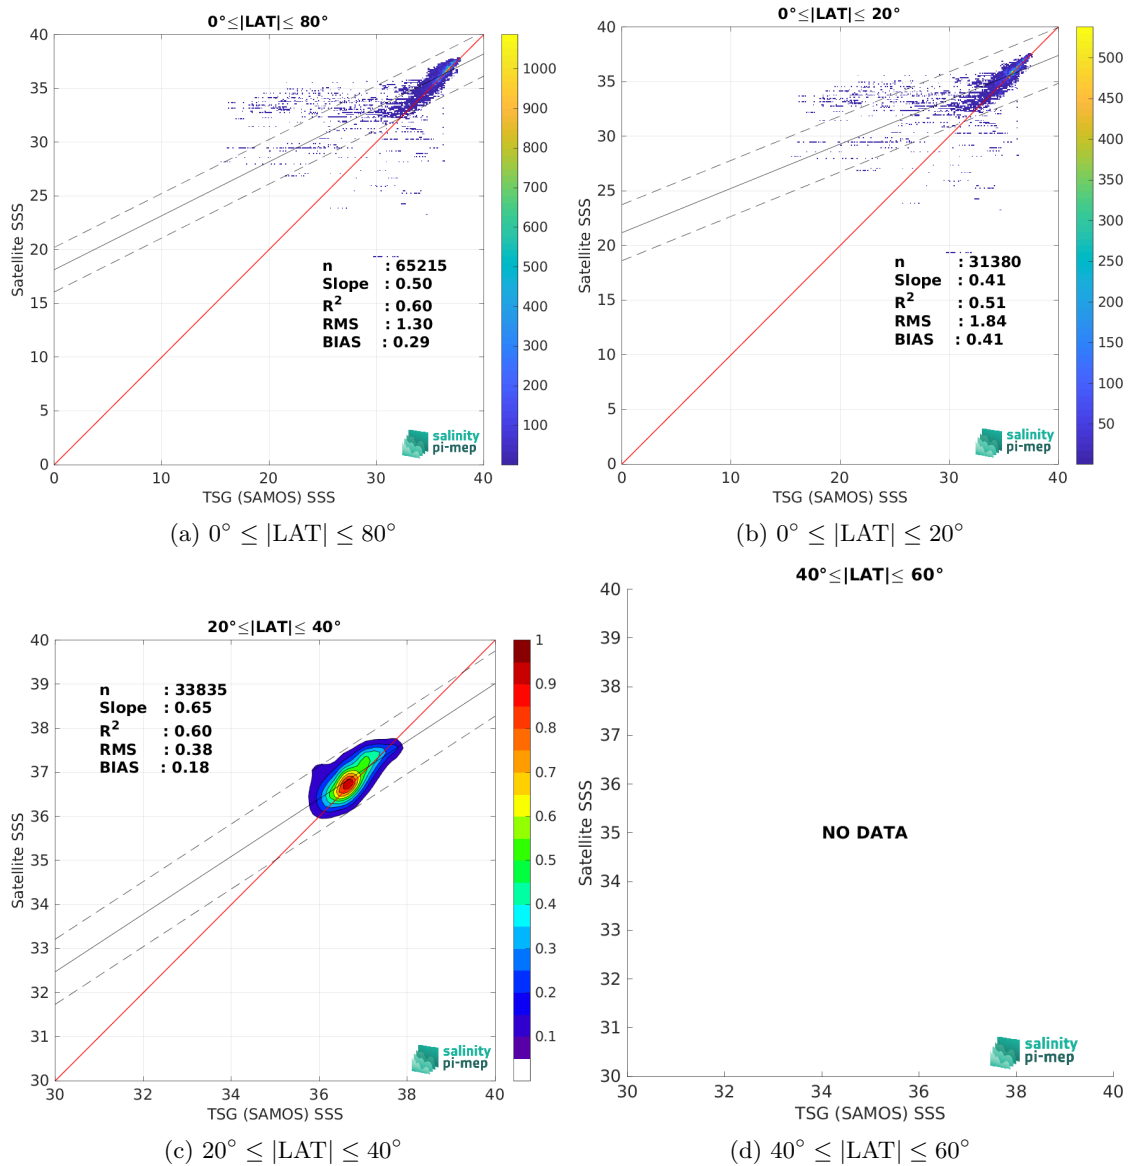 0°≤|LAT|≤ 80°
40
35
30
25
20
15
10
5
0
Satellite SSS
n : 65215
Slope : 0.50
R² : 0.60
RMS : 1.30
BIAS : 0.29
salinity
pi-mep
0 10 20 30 40
TSG (SAMOS) SSS
1000
900
800
700
600
500
400
300
200
100
(a) 0° ≤ |LAT| ≤ 80°
0°≤|LAT|≤ 20°
40
35
30
25
20
15
10
5
0
Satellite SSS
n : 31380
Slope : 0.41
R² : 0.51
RMS : 1.84
BIAS : 0.41
salinity
pi-mep
0 10 20 30 40
TSG (SAMOS) SSS
500
450
400
350
300
250
200
150
100
50
(b) 0° ≤ |LAT| ≤ 20°
20°≤|LAT|≤ 40°
40
39
38
37
36
35
34
33
32
31
30
Satellite SSS
n : 33835
Slope : 0.65
R² : 0.60
RMS : 0.38
BIAS : 0.18
salinity
pi-mep
30 32 34 36 38 40
TSG (SAMOS) SSS
1
0.9
0.8
0.7
0.6
0.5
0.4
0.3
0.2
0.1
(c) 20° ≤ |LAT| ≤ 40°
40°≤|LAT|≤ 60°
40
39
38
37
36
35
34
33
32
31
30
Satellite SSS
NO DATA
salinity
pi-mep
30 32 34 36 38 40
TSG (SAMOS) SSS
(d) 40° ≤ |LAT| ≤ 60°